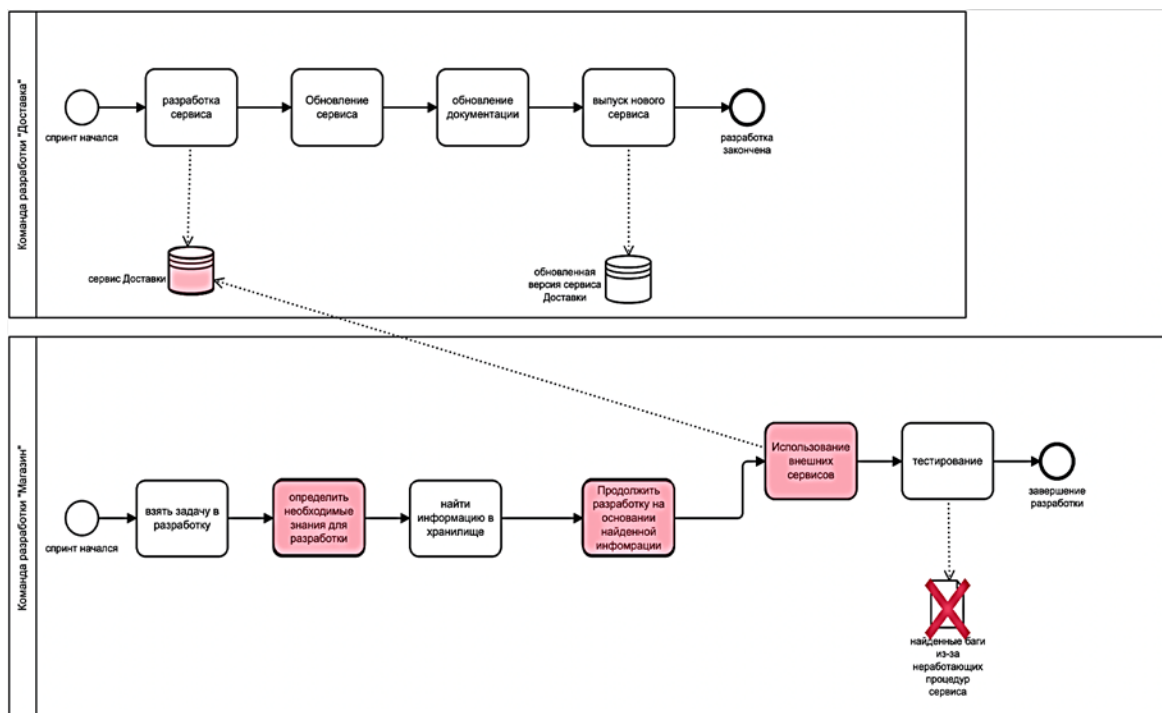 Команда разработки "Доставка"
спринт начался
разработка
сервиса
Обновление
сервиса
обновление
документации
выпуск нового
сервиса
разработка
закончена
сервис Доставки
обновленная
версия сервиса
Доставки
Команда разработки "Магазин"
спринт начался
взять задачу в
разработку
определить
необходимые
знания для
разработки
найти
информацию в
хранилище
Продолжить
разработку на
основании
найденной
инфомрации
Использование
внешних
сервисов
тестирование
завершение
разработки
найденные баги
из-за
неработающих
процедур
сервиса